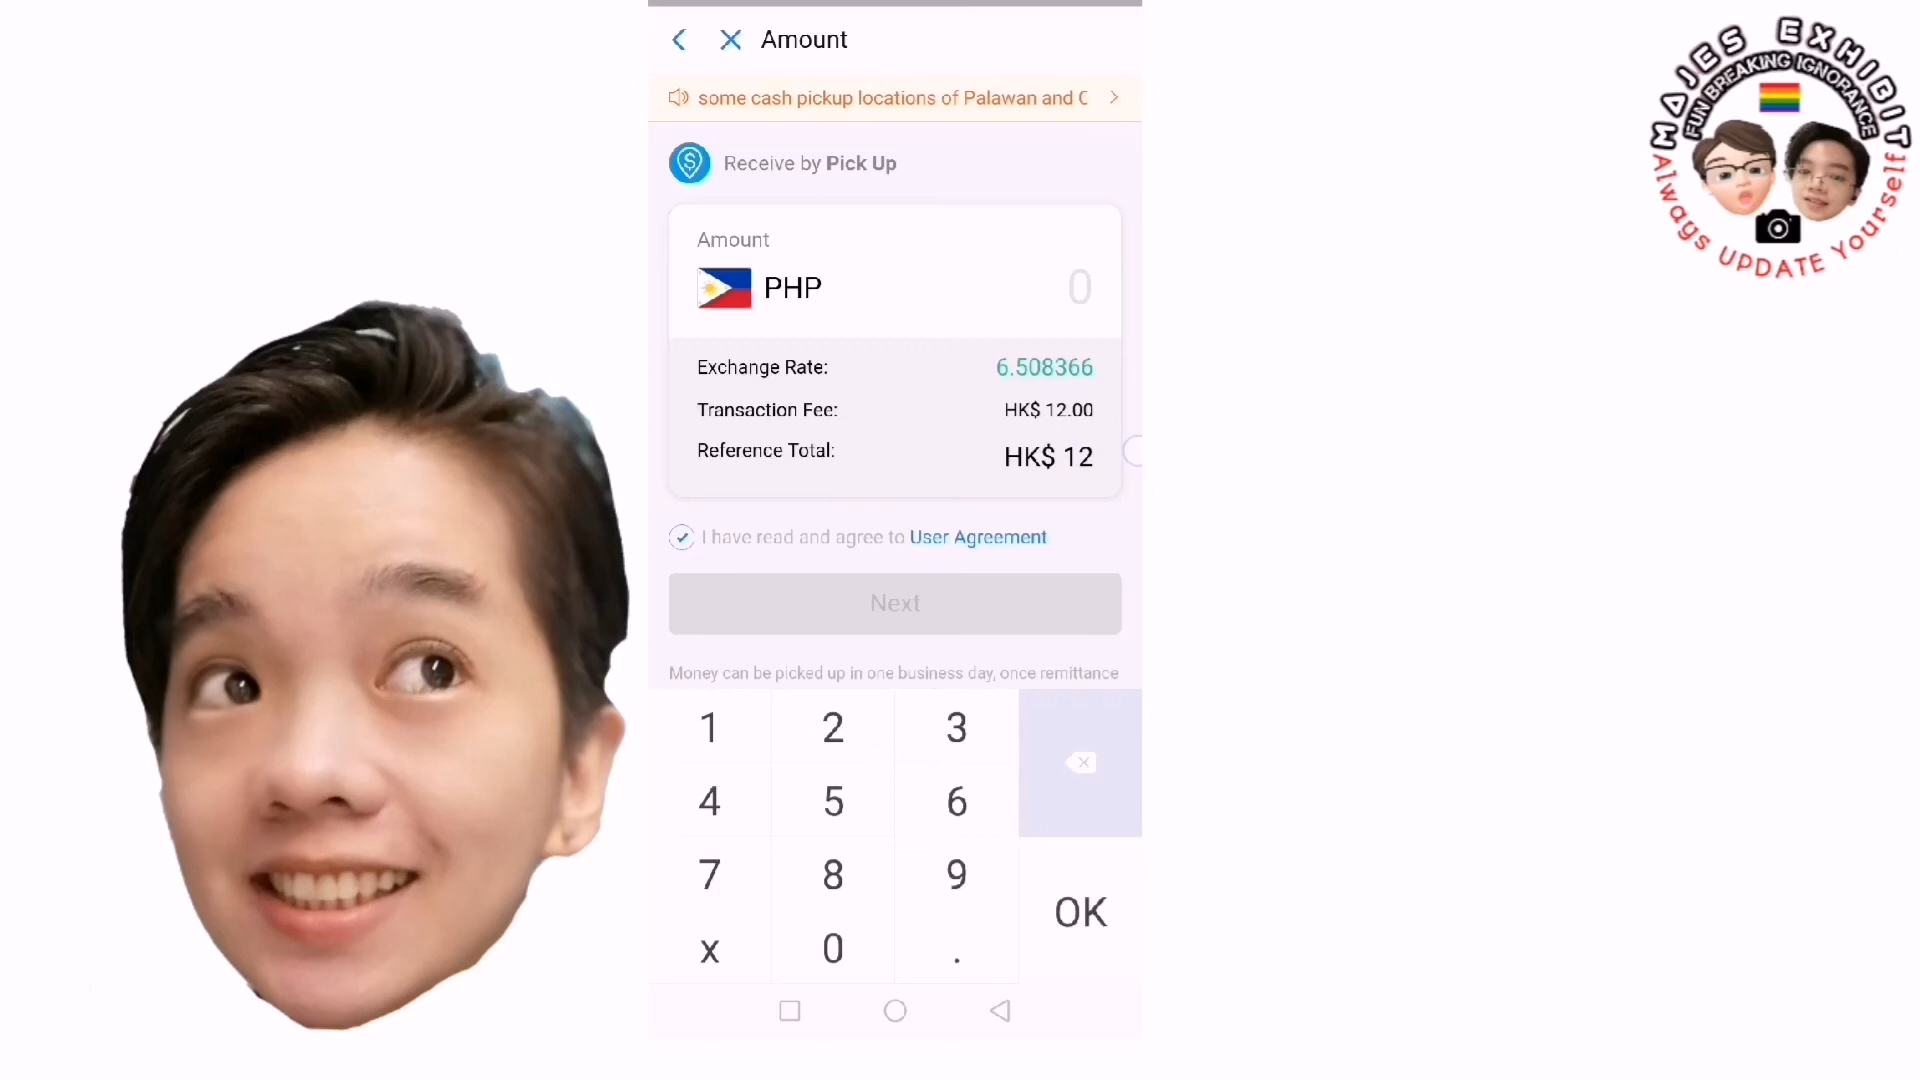 Amount
some cash pickup locations of Palawan and C
Receive by Pick Up
Amount
PHP
0
Exchange Rate:
6.508366
Transaction Fee:
HK$ 12.00
Reference Total:
HK$ 12
I have read and agree to User Agreement
Next
Money can be picked up in one business day, once remittance
1 2 3
4 5 6
7 8 9
OK
x 0 .
MAJES EXHIBIT
FUN BREAKING IGNORANCE
Always UPDATE Yourself